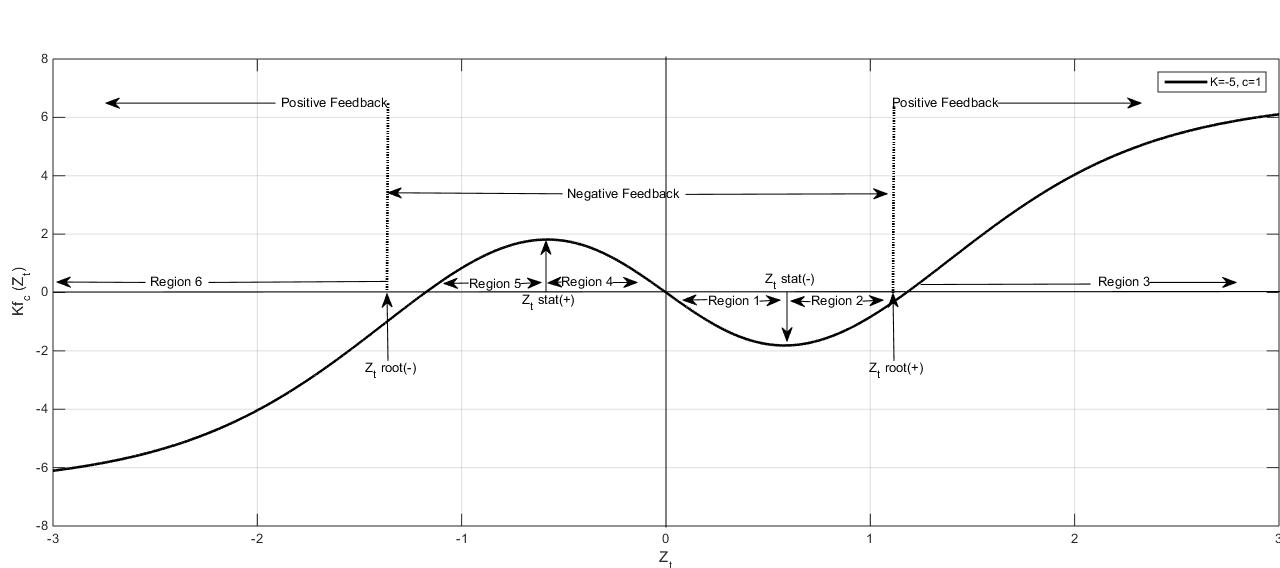 8
6
4
2
0
-2
-4
-6
-8
Kf_c (Z_t)
K=-5, c=1
Positive Feedback
Positive Feedback
Negative Feedback
Region 6
Region 5
Region 4
Z_t stat(+)
Z_t stat(-)
Region 1
Region 2
Region 3
Z_t root(-)
Z_t root(+)
-3
-2
-1
0
1
2
3
Z_t